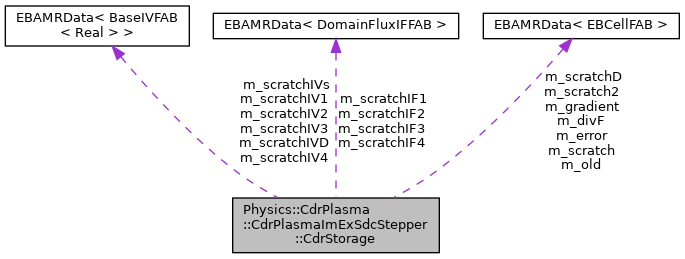 EBAMRData< BaseIVFAB
< Real > >
EBAMRData< DomainFluxIFFAB >
EBAMRData< EBCellFAB >
m_scratchIVs
m_scratchIV1
m_scratchIV2
m_scratchIV3
m_scratchIVD
m_scratchIV4
m_scratchIF1
m_scratchIF2
m_scratchIF3
m_scratchIF4
m_scratchD
m_scratch2
m_gradient
m_divF
m_error
m_scratch
m_old
Physics::CdrPlasma
::CdrPlasmaImExSdcStepper
::CdrStorage